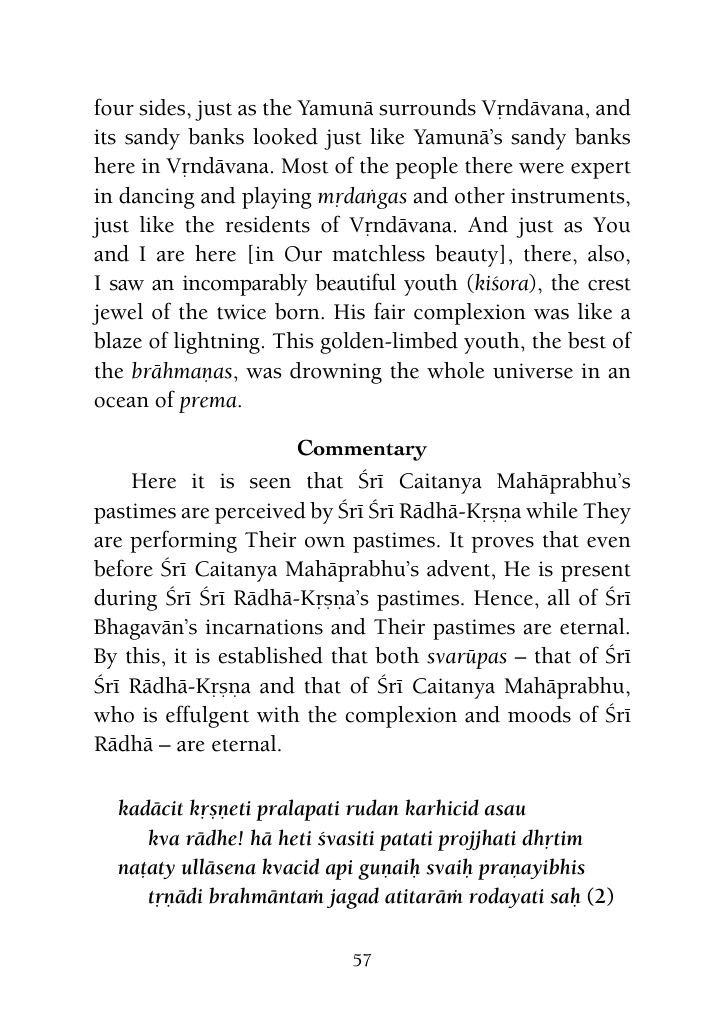 four sides, just as the Yamunā surrounds Vṛndāvana, and
its sandy banks looked just like Yamunā’s sandy banks
here in Vṛndāvana. Most of the people there were expert
in dancing and playing mṛdaṅgas and other instruments,
just like the residents of Vṛndāvana. And just as You
and I are here [in Our matchless beauty], there, also,
I saw an incomparably beautiful youth (kiśora), the crest
jewel of the twice born. His fair complexion was like a
blaze of lightning. This golden-limbed youth, the best of
the brāhmaṇas, was drowning the whole universe in an
ocean of prema.
Commentary
Here it is seen that Śrī Caitanya Mahāprabhu’s
pastimes are perceived by Śrī Śrī Rādhā-Kṛṣṇa while They
are performing Their own pastimes. It proves that even
before Śrī Caitanya Mahāprabhu’s advent, He is present
during Śrī Śrī Rādhā-Kṛṣṇa’s pastimes. Hence, all of Śrī
Bhagavān’s incarnations and Their pastimes are eternal.
By this, it is established that both svarūpas – that of Śrī
Śrī Rādhā-Kṛṣṇa and that of Śrī Caitanya Mahāprabhu,
who is effulgent with the complexion and moods of Śrī
Rādhā – are eternal.
kadācit kṛṣṇeti pralapati rudan karhicid asau
kva rādhe! hā heti śvasiti patati projjhati dhṛtim
naṭaty ullāsena kvacid api guṇaiḥ svaiḥ praṇayibhis
tṛṇādi brahmāntaṁ jagad atitarāṁ rodayati saḥ (2)
57